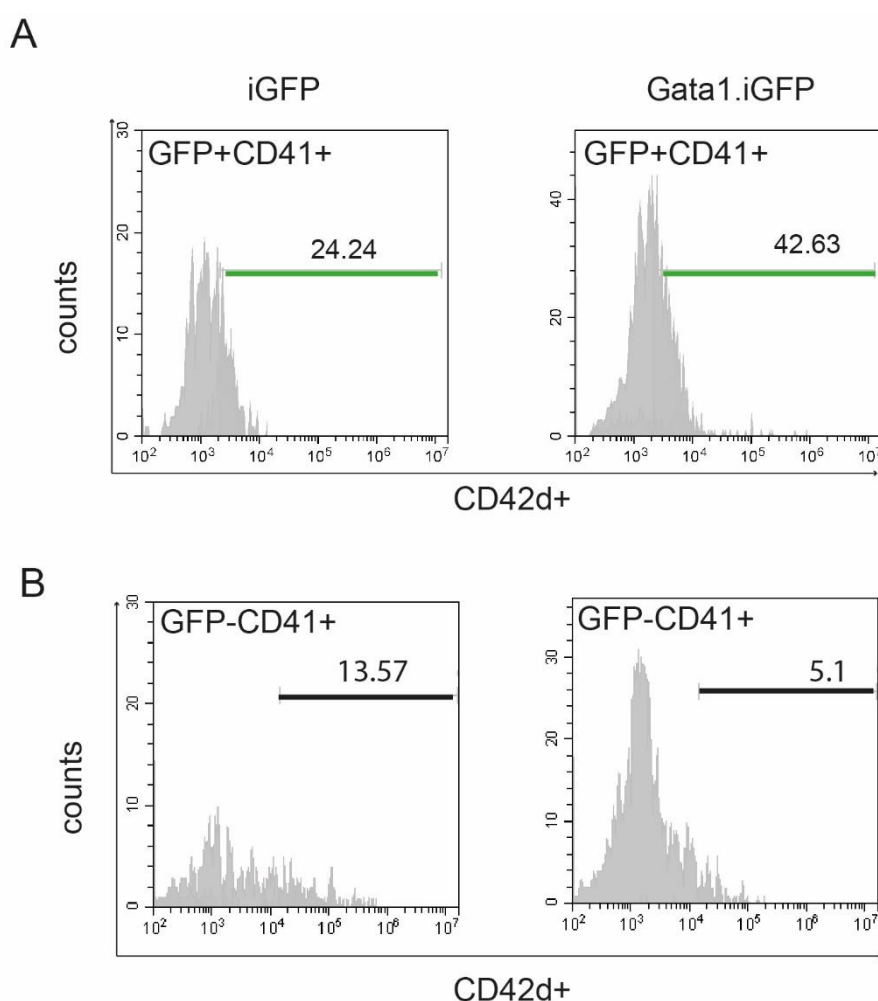 A
iGFP
Gata1.iGFP
GFP+CD41+
24.24
counts
30
20
10
0
10² 10³ 10⁴ 10⁵ 10⁶ 10⁷
GFP+CD41+
42.63
40
20
0
10² 10³ 10⁴ 10⁵ 10⁶ 10⁷
CD42d+
B
GFP-CD41+
13.57
counts
30
20
10
0
10² 10³ 10⁴ 10⁵ 10⁶ 10⁷
GFP-CD41+
5.1
30
20
10
0
10² 10³ 10⁴ 10⁵ 10⁶ 10⁷
CD42d+